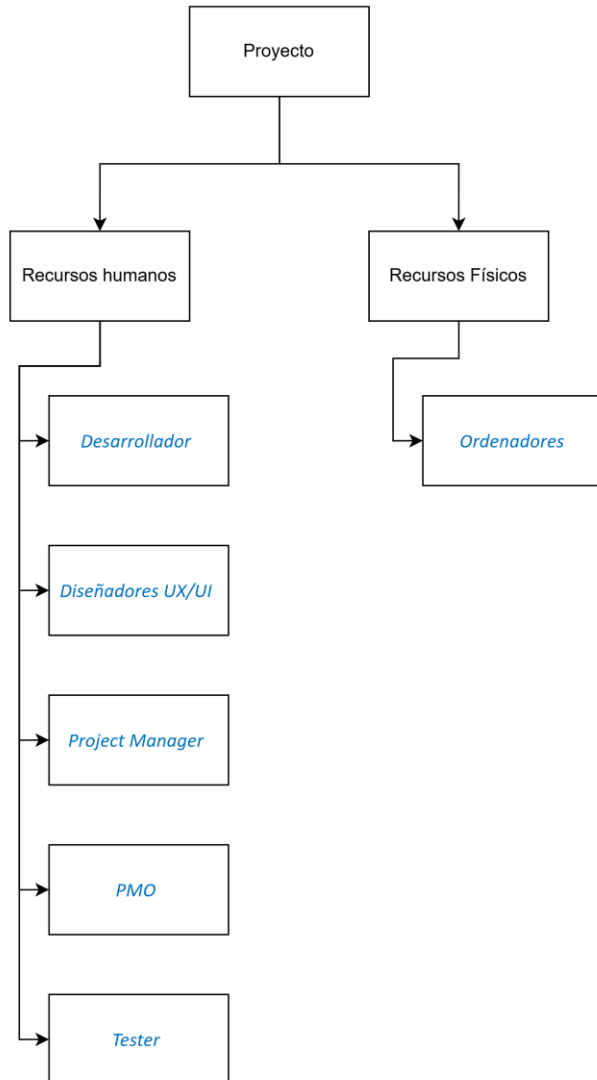 Proyecto
Recursos humanos
Recursos Físicos
Desarrollador
Ordenadores
Diseñadores UX/UI
Project Manager
PMO
Tester